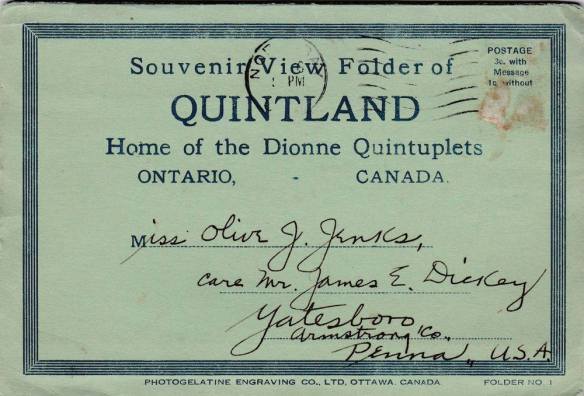 POSTAGE
3c. with
Message
1c. without
Souvenir View Folder of
PM
QUINTLAND
Home of the Dionne Quintuplets
ONTARIO, - CANADA.
Miss Olive J. Jenks,
Care Mr. James E. Dickey
Yatesboro
Armstrong Co.,
Penna., U.S.A.
PHOTOGELATINE ENGRAVING CO., LTD, OTTAWA, CANADA
FOLDER NO. 1